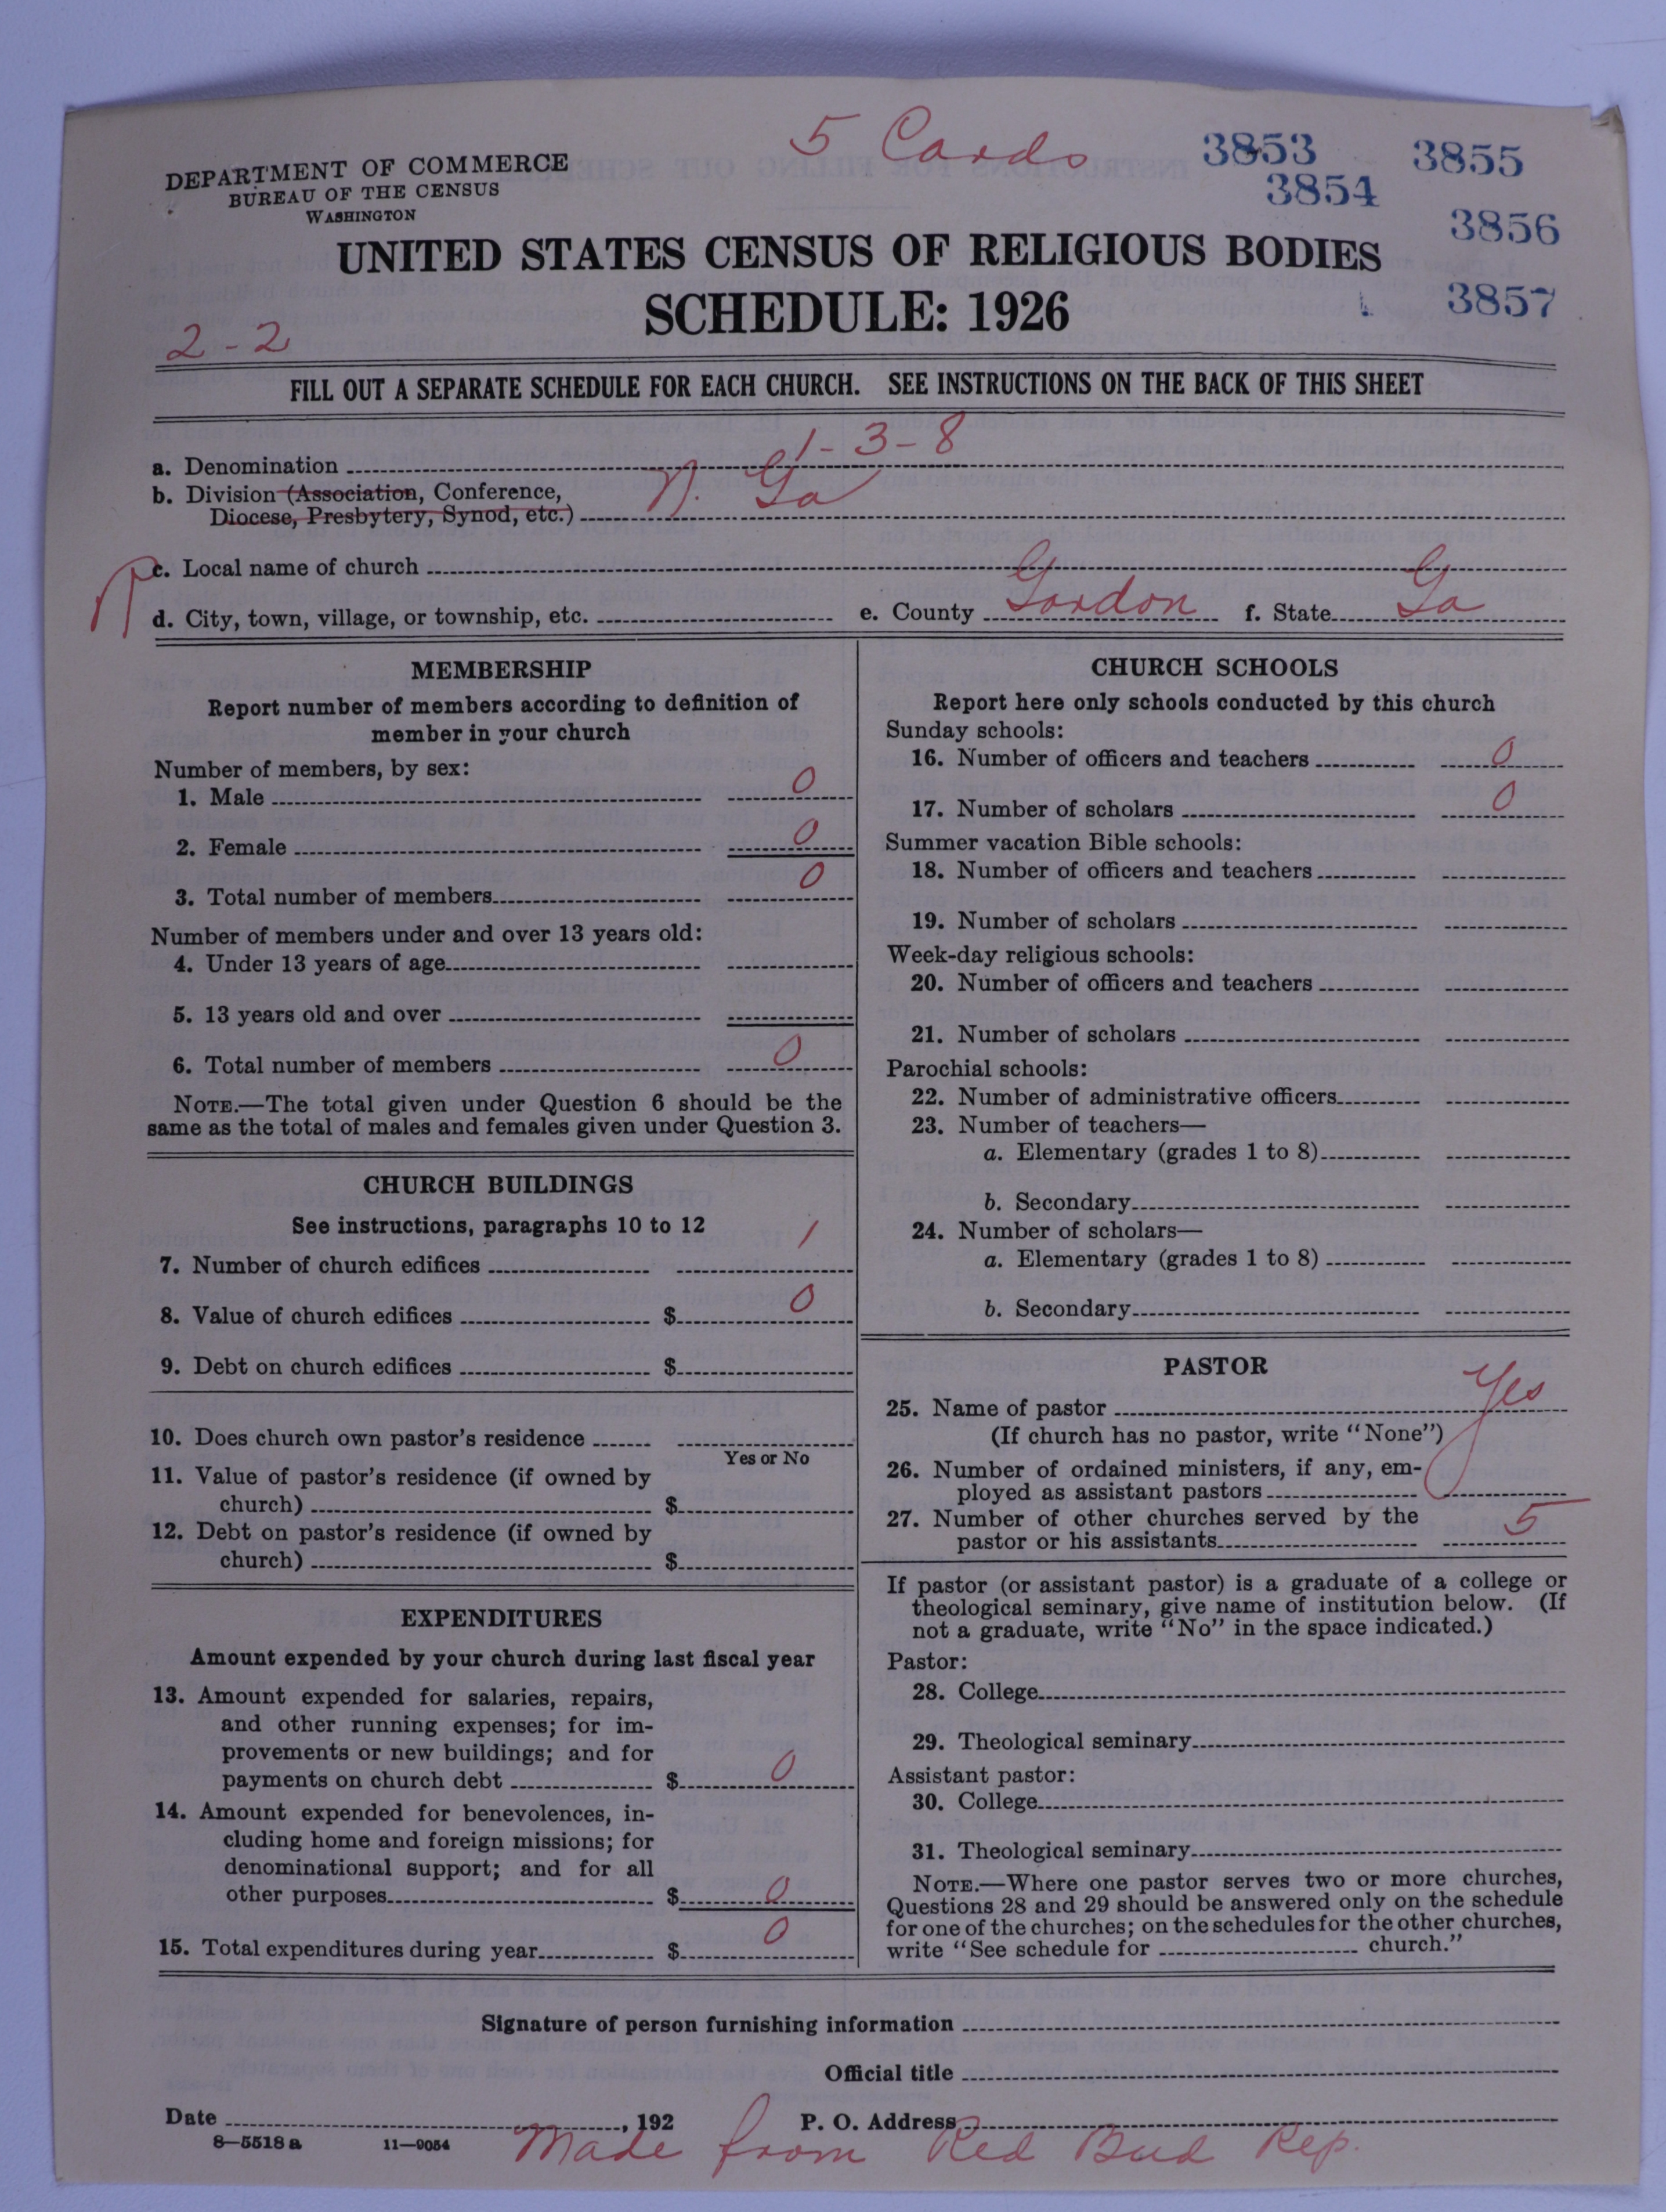 5 Cards
3853 3855
3854
3856
3857
DEPARTMENT OF COMMERCE
BUREAU OF THE CENSUS
WASHINGTON
UNITED STATES CENSUS OF RELIGIOUS BODIES
SCHEDULE: 1926
2-2
FILL OUT A SEPARATE SCHEDULE FOR EACH CHURCH. SEE INSTRUCTIONS ON THE BACK OF THIS SHEET
a. Denomination 1-3-8
b. Division (Association, Conference,
Diocese, Presbytery, Synod, etc.) N. Ga
c. Local name of church
R
d. City, town, village, or township, etc. e. County Gordon f. State Ga
MEMBERSHIP
Report number of members according to definition of
member in your church
Number of members, by sex:
1. Male 0
2. Female 0
3. Total number of members 0
Number of members under and over 13 years old:
4. Under 13 years of age
5. 13 years old and over
6. Total number of members 0
NOTE.—The total given under Question 6 should be the
same as the total of males and females given under Question 3.
CHURCH BUILDINGS
See instructions, paragraphs 10 to 12
7. Number of church edifices 1
8. Value of church edifices $ 0
9. Debt on church edifices $
10. Does church own pastor's residence
Yes or No
11. Value of pastor's residence (if owned by
church) $
12. Debt on pastor's residence (if owned by
church) $
EXPENDITURES
Amount expended by your church during last fiscal year
13. Amount expended for salaries, repairs,
and other running expenses; for im-
provements or new buildings; and for
payments on church debt $ 0
14. Amount expended for benevolences, in-
cluding home and foreign missions; for
denominational support; and for all
other purposes $ 0
15. Total expenditures during year $ 0
CHURCH SCHOOLS
Report here only schools conducted by this church
Sunday schools:
16. Number of officers and teachers 0
17. Number of scholars 0
Summer vacation Bible schools:
18. Number of officers and teachers
19. Number of scholars
Week-day religious schools:
20. Number of officers and teachers
21. Number of scholars
Parochial schools:
22. Number of administrative officers
23. Number of teachers—
a. Elementary (grades 1 to 8)
b. Secondary
24. Number of scholars—
a. Elementary (grades 1 to 8)
b. Secondary
PASTOR
25. Name of pastor Yes
(If church has no pastor, write "None")
26. Number of ordained ministers, if any, em-
ployed as assistant pastors
27. Number of other churches served by the
pastor or his assistants 5
If pastor (or assistant pastor) is a graduate of a college or
theological seminary, give name of institution below. (If
not a graduate, write "No" in the space indicated.)
Pastor:
28. College
29. Theological seminary
Assistant pastor:
30. College
31. Theological seminary
NOTE.—Where one pastor serves two or more churches,
Questions 28 and 29 should be answered only on the schedule
for one of the churches; on the schedules for the other churches,
write "See schedule for church."
Signature of person furnishing information
Official title
Date , 192 P. O. Address
8—5518 a 11—9054
Made from Red Bud Rep.